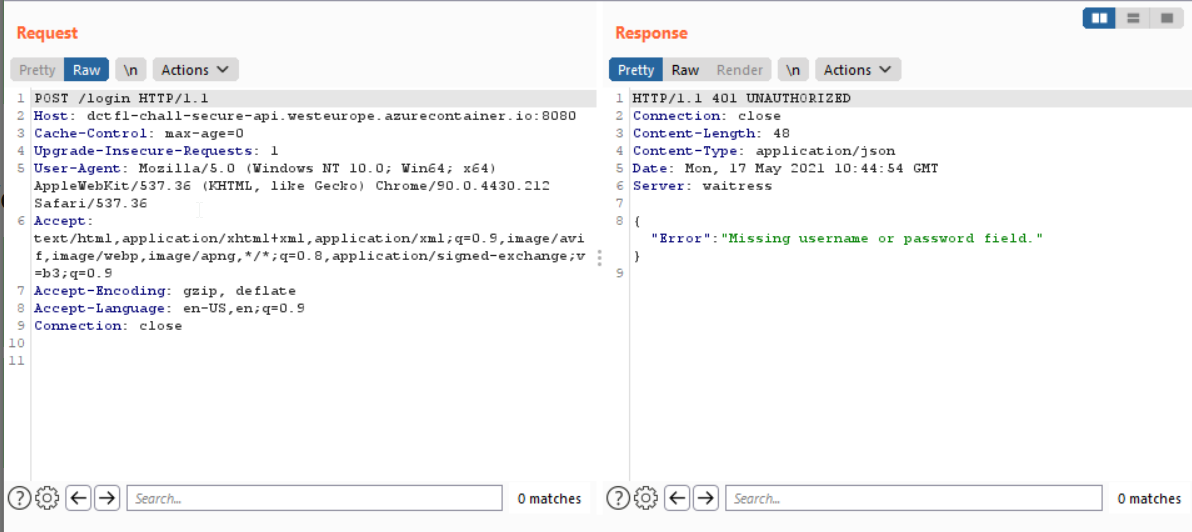 Request
Pretty Raw \n Actions
1 POST /login HTTP/1.1
2 Host: dctf1-chall-secure-api.westeurope.azurecontainer.io:8080
3 Cache-Control: max-age=0
4 Upgrade-Insecure-Requests: 1
5 User-Agent: Mozilla/5.0 (Windows NT 10.0; Win64; x64)
AppleWebKit/537.36 (KHTML, like Gecko) Chrome/90.0.4430.212
Safari/537.36
6 Accept:
text/html,application/xhtml+xml,application/xml;q=0.9,image/avi
f,image/webp,image/apng,*/*;q=0.8,application/signed-exchange;v
=b3;q=0.9
7 Accept-Encoding: gzip, deflate
8 Accept-Language: en-US,en;q=0.9
9 Connection: close
10
11
? Search... 0 matches
Response
Pretty Raw Render \n Actions
1 HTTP/1.1 401 UNAUTHORIZED
2 Connection: close
3 Content-Length: 48
4 Content-Type: application/json
5 Date: Mon, 17 May 2021 10:44:54 GMT
6 Server: waitress
7
8 {
"Error":"Missing username or password field."
}
9
? Search... 0 matches